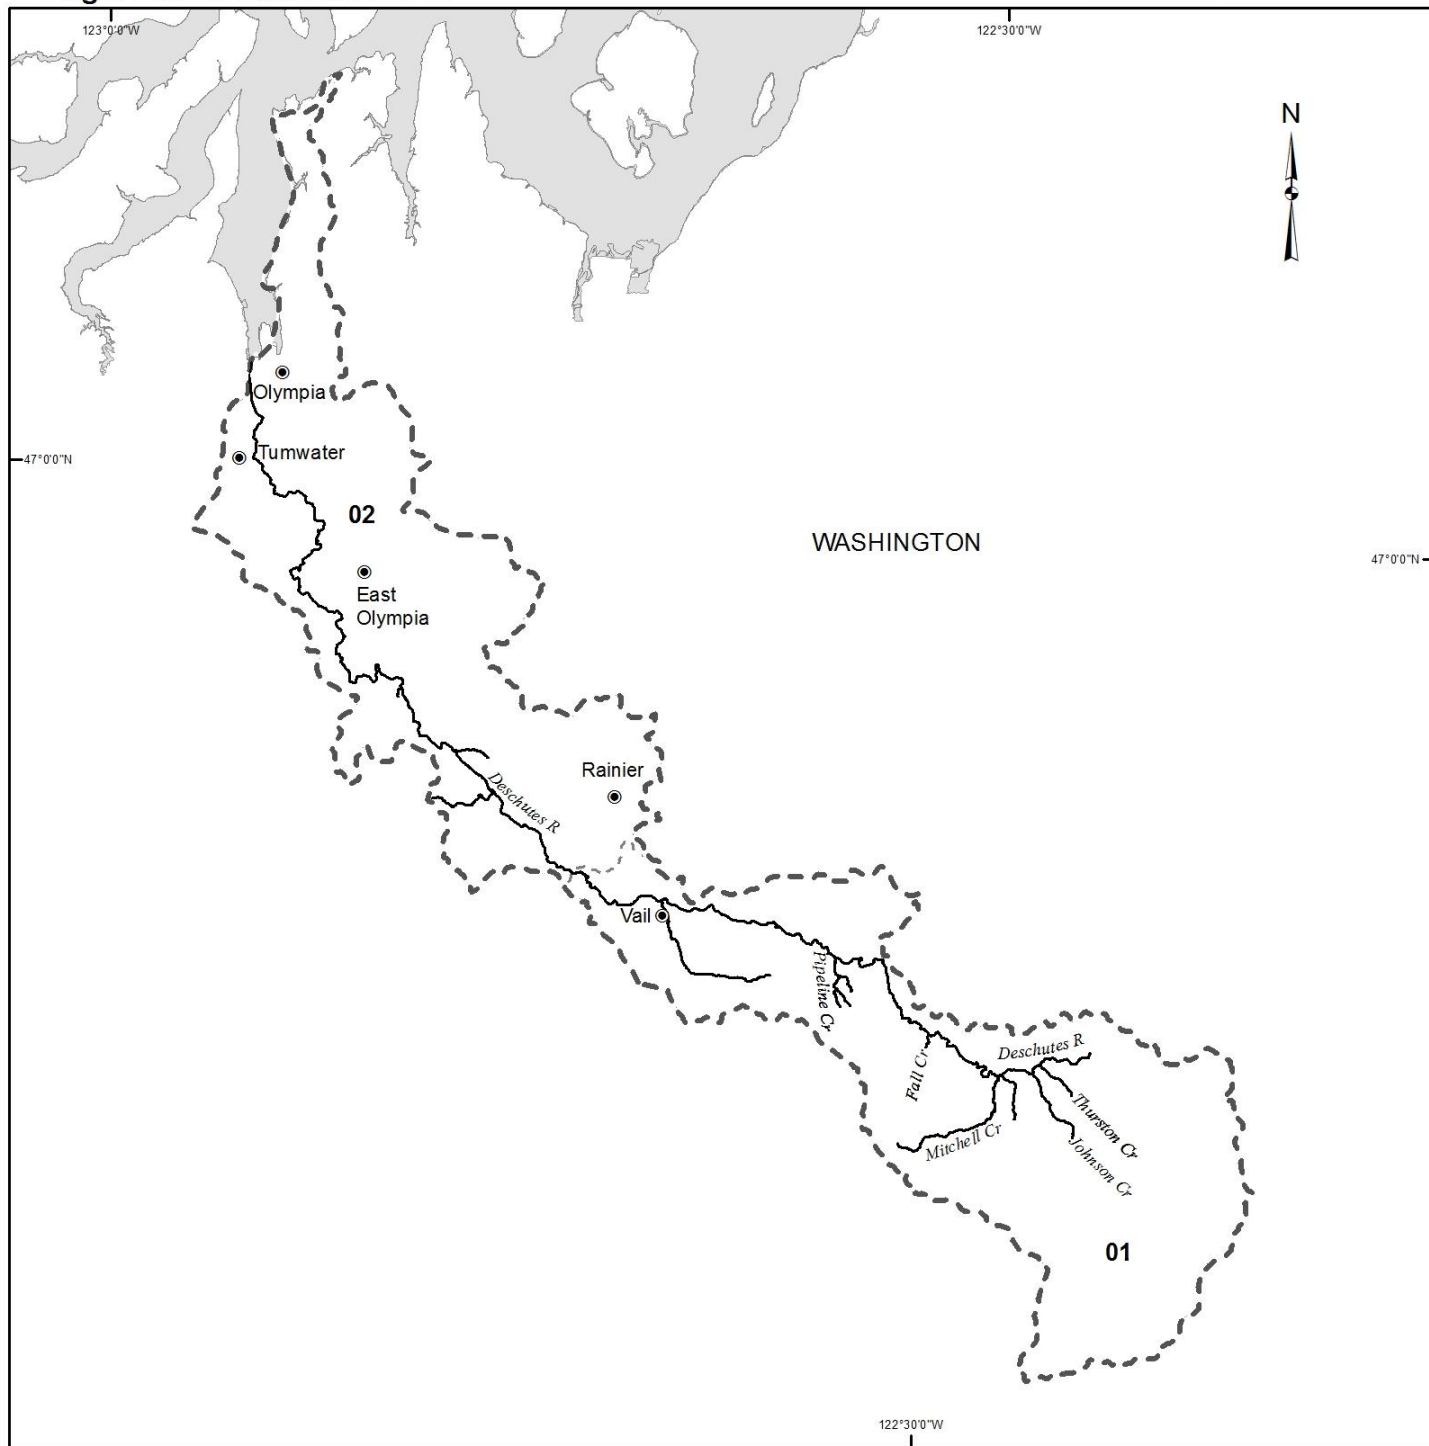 123°0'0"W
122°30'0"W
N
Olympia
47°0'0"N
Tumwater
02
WASHINGTON
47°0'0"N
East
Olympia
Rainier
Deschutes R
Vail
Pipeline Cr
Deschutes R
Fall Cr
Thurston Cr
Mitchell Cr
Johnson Cr
01
122°30'0"W